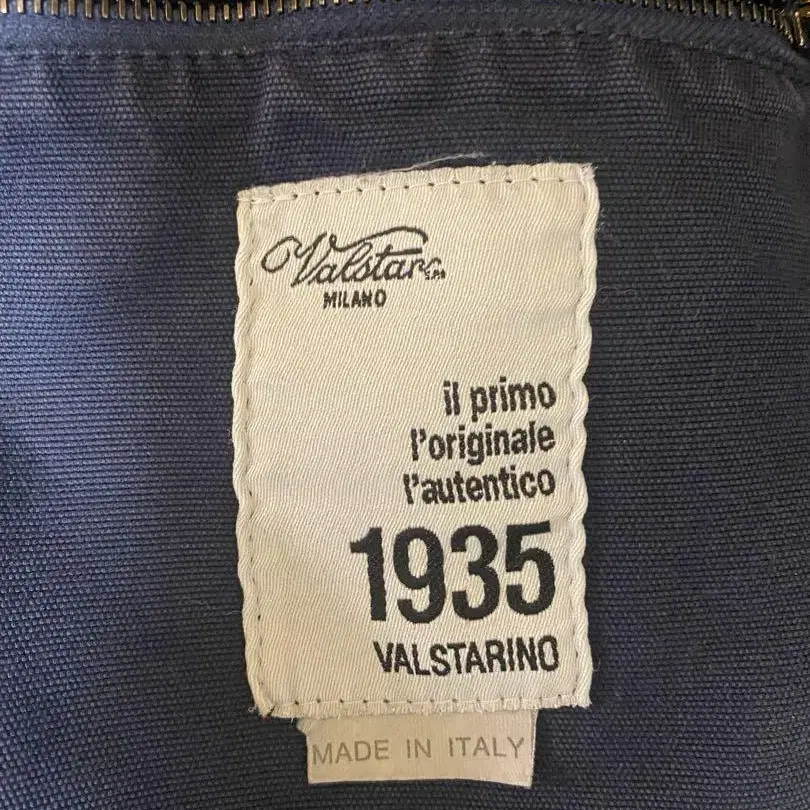 Valstar
MILANO
il primo
l'originale
l'autentico
1935
VALSTARINO
MADE IN ITALY